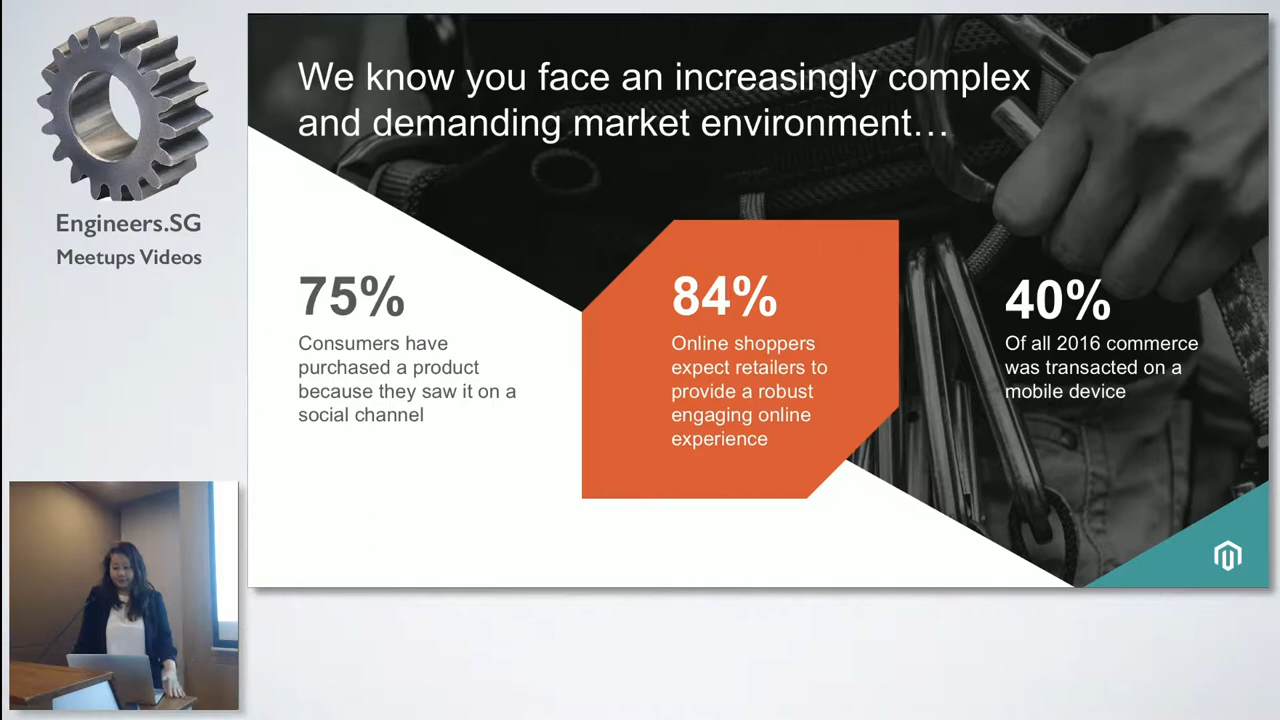 Engineers.SG
Meetups Videos
We know you face an increasingly complex
and demanding market environment…
75%
Consumers have
purchased a product
because they saw it on a
social channel
84%
Online shoppers
expect retailers to
provide a robust
engaging online
experience
40%
Of all 2016 commerce
was transacted on a
mobile device